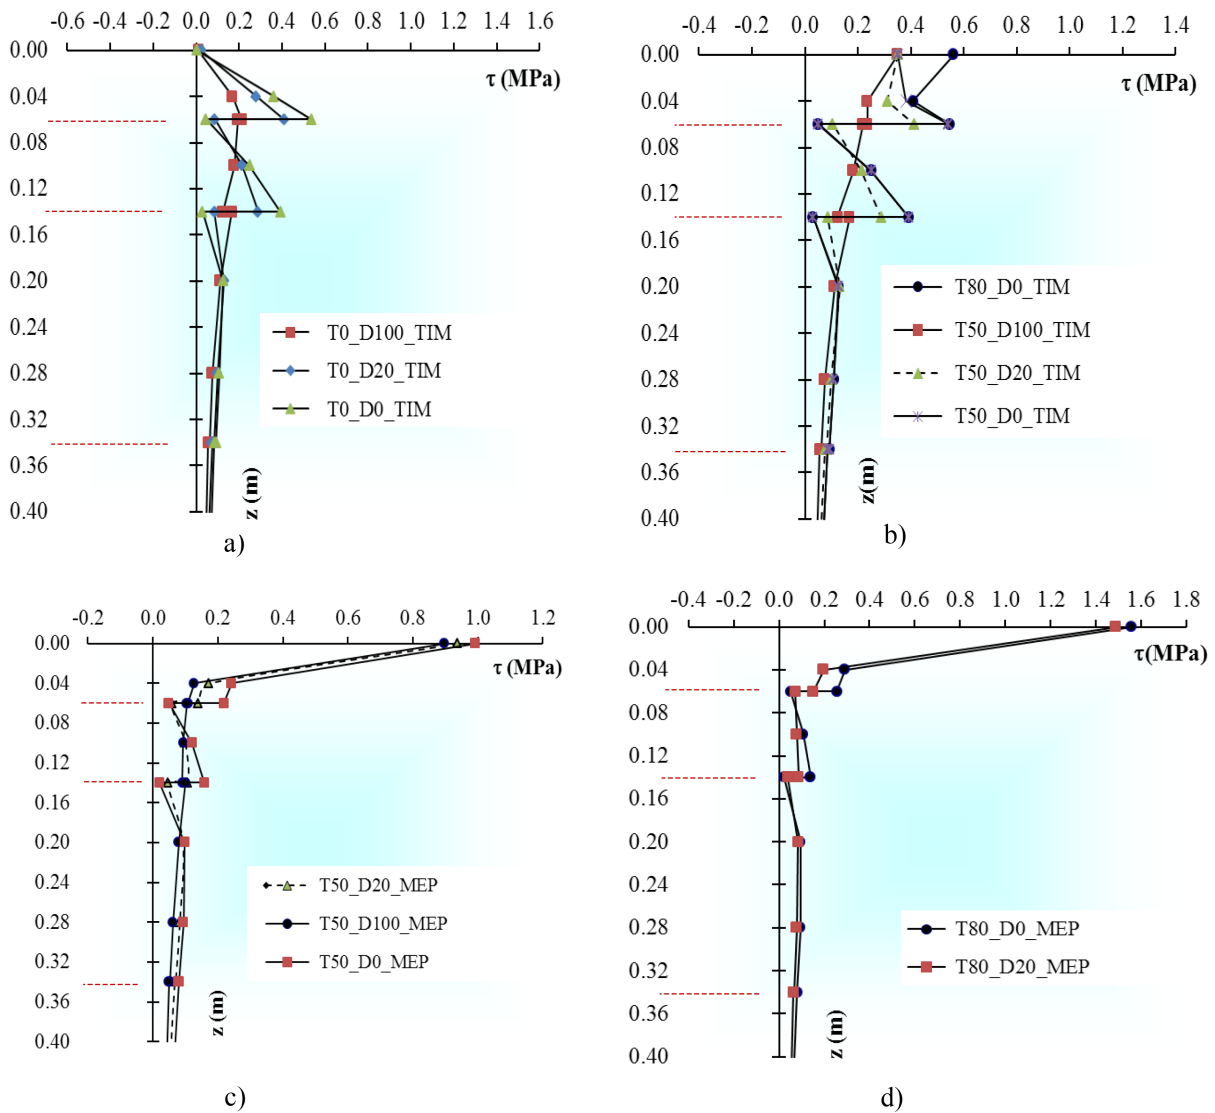 -0.6 -0.4 -0.2 0.0 0.2 0.4 0.6 0.8 1.0 1.2 1.4 1.6
τ (MPa)
0.00
0.04
0.08
0.12
0.16
0.20
0.24
0.28
0.32
0.36
0.40
T0_D100_TIM
T0_D20_TIM
T0_D0_TIM
z (m)
a)
-0.4 -0.2 0.0 0.2 0.4 0.6 0.8 1.0 1.2 1.4
τ (MPa)
0.00
0.04
0.08
0.12
0.16
0.20
0.24
0.28
0.32
0.36
0.40
T80_D0_TIM
T50_D100_TIM
T50_D20_TIM
T50_D0_TIM
z(m)
b)
-0.2 0.0 0.2 0.4 0.6 0.8 1.0 1.2
τ (MPa)
0.00
0.04
0.08
0.12
0.16
0.20
0.24
0.28
0.32
0.36
0.40
T50_D20_MEP
T50_D100_MEP
T50_D0_MEP
z (m)
c)
-0.4 -0.2 0.0 0.2 0.4 0.6 0.8 1.0 1.2 1.4 1.6 1.8
τ(MPa)
0.00
0.04
0.08
0.12
0.16
0.20
0.24
0.28
0.32
0.36
0.40
T80_D0_MEP
T80_D20_MEP
z (m)
d)